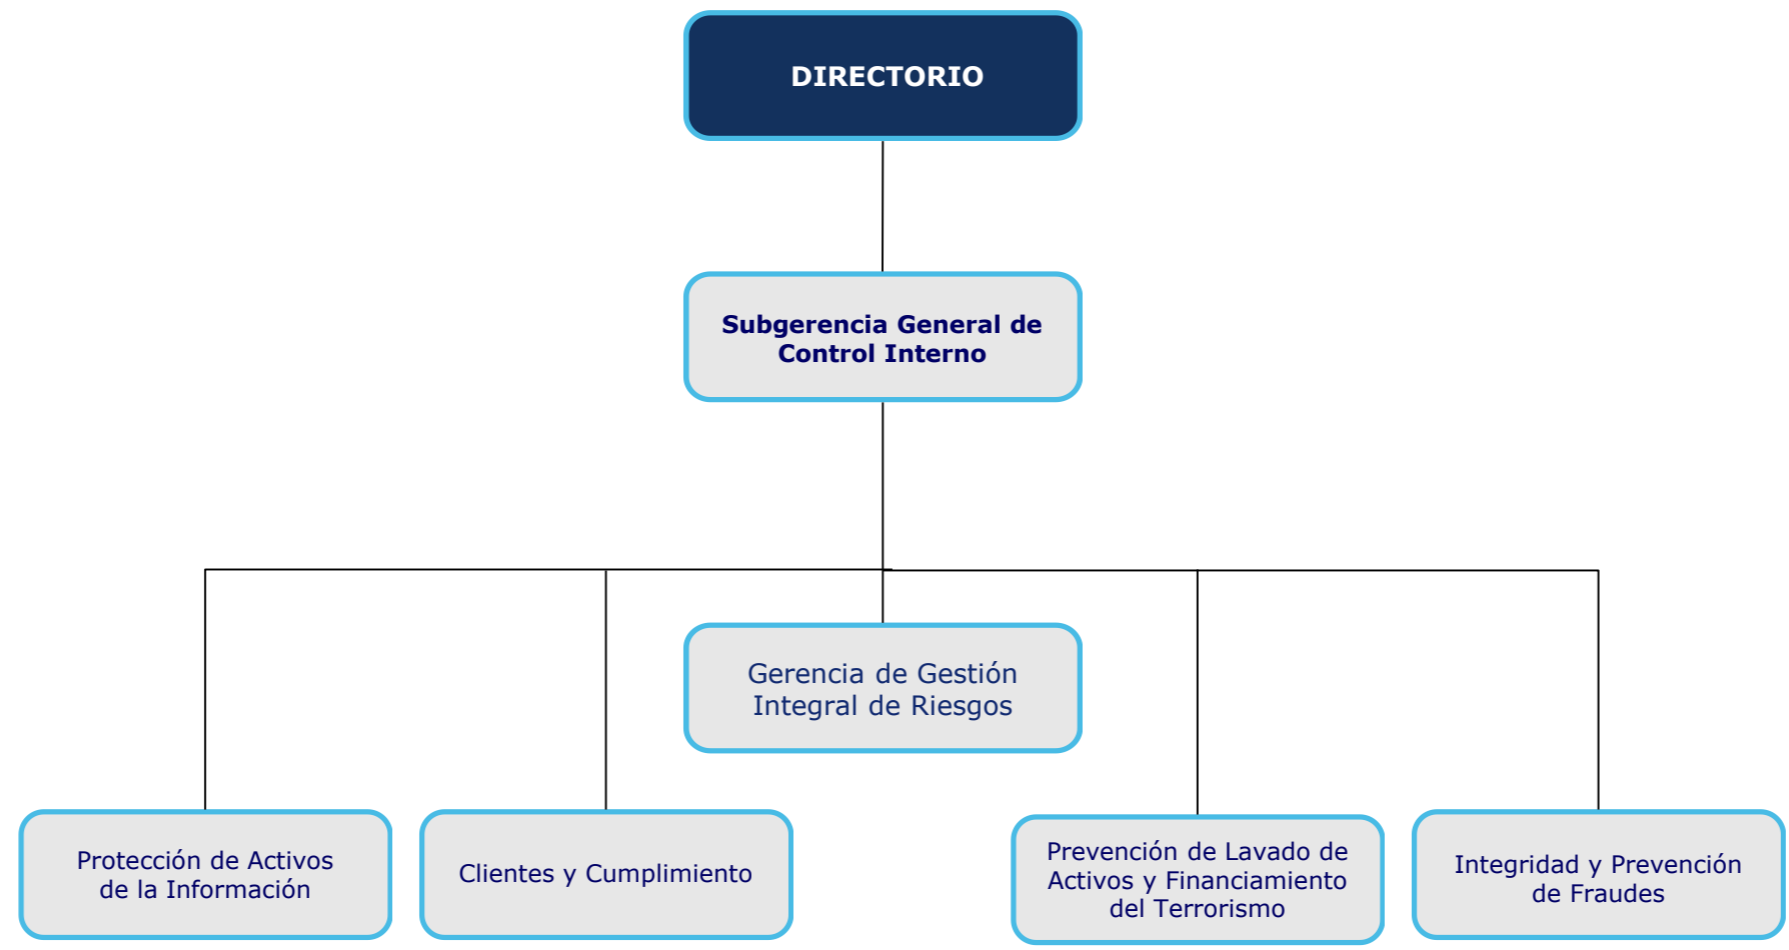 DIRECTORIO
Subgerencia General de
Control Interno
Gerencia de Gestión
Integral de Riesgos
Protección de Activos
de la Información
Clientes y Cumplimiento
Prevención de Lavado de
Activos y Financiamiento
del Terrorismo
Integridad y Prevención
de Fraudes